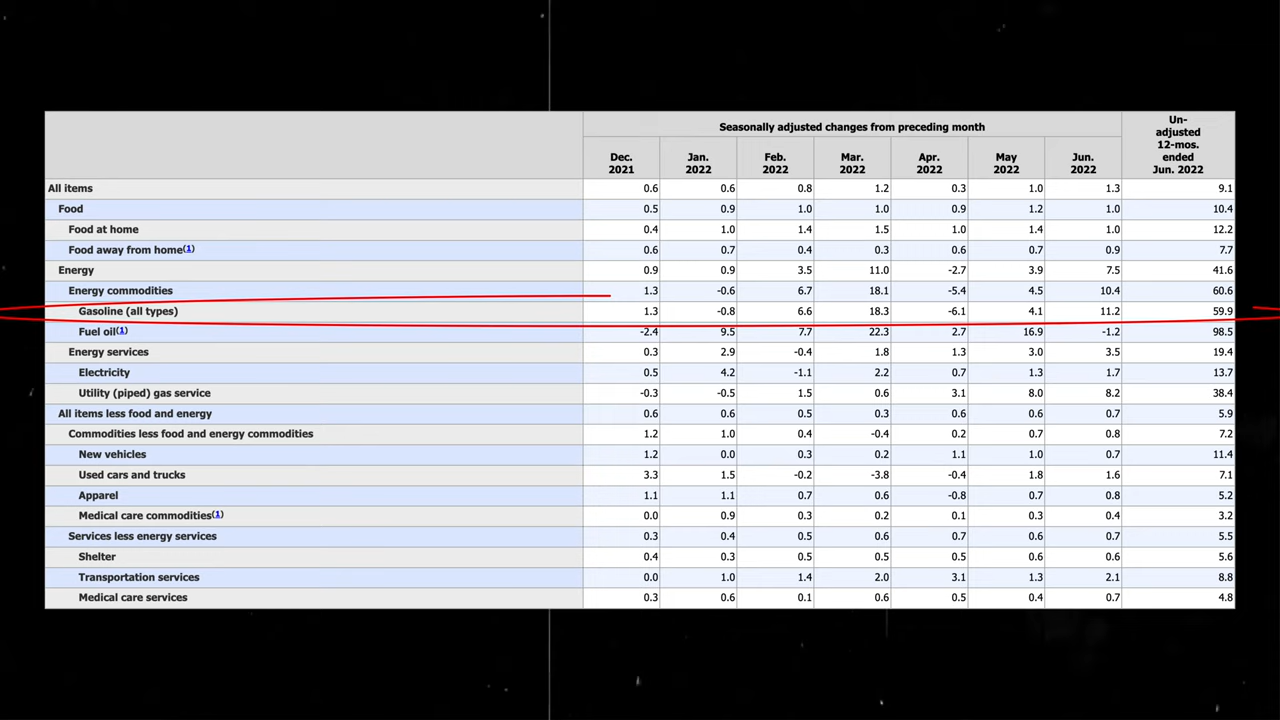 Seasonally adjusted changes from preceding month
Un-
adjusted
12-mos.
ended
Jun. 2022
Dec.
2021
Jan.
2022
Feb.
2022
Mar.
2022
Apr.
2022
May
2022
Jun.
2022
All items 0.6 0.6 0.8 1.2 0.3 1.0 1.3 9.1
Food 0.5 0.9 1.0 1.0 0.9 1.2 1.0 10.4
Food at home 0.4 1.0 1.4 1.5 1.0 1.4 1.0 12.2
Food away from home(1) 0.6 0.7 0.4 0.3 0.6 0.7 0.9 7.7
Energy 0.9 0.9 3.5 11.0 -2.7 3.9 7.5 41.6
Energy commodities 1.3 -0.6 6.7 18.1 -5.4 4.5 10.4 60.6
Gasoline (all types) 1.3 -0.8 6.6 18.3 -6.1 4.1 11.2 59.9
Fuel oil(1) -2.4 9.5 7.7 22.3 2.7 16.9 -1.2 98.5
Energy services 0.3 2.9 -0.4 1.8 1.3 3.0 3.5 19.4
Electricity 0.5 4.2 -1.1 2.2 0.7 1.3 1.7 13.7
Utility (piped) gas service -0.3 -0.5 1.5 0.6 3.1 8.0 8.2 38.4
All items less food and energy 0.6 0.6 0.5 0.3 0.6 0.6 0.7 5.9
Commodities less food and energy commodities 1.2 1.0 0.4 -0.4 0.2 0.7 0.8 7.2
New vehicles 1.2 0.0 0.3 0.2 1.1 1.0 0.7 11.4
Used cars and trucks 3.3 1.5 -0.2 -3.8 -0.4 1.8 1.6 7.1
Apparel 1.1 1.1 0.7 0.6 -0.8 0.7 0.8 5.2
Medical care commodities(1) 0.0 0.9 0.3 0.2 0.1 0.3 0.4 3.2
Services less energy services 0.3 0.4 0.5 0.6 0.7 0.6 0.7 5.5
Shelter 0.4 0.3 0.5 0.5 0.5 0.6 0.6 5.6
Transportation services 0.0 1.0 1.4 2.0 3.1 1.3 2.1 8.8
Medical care services 0.3 0.6 0.1 0.6 0.5 0.4 0.7 4.8